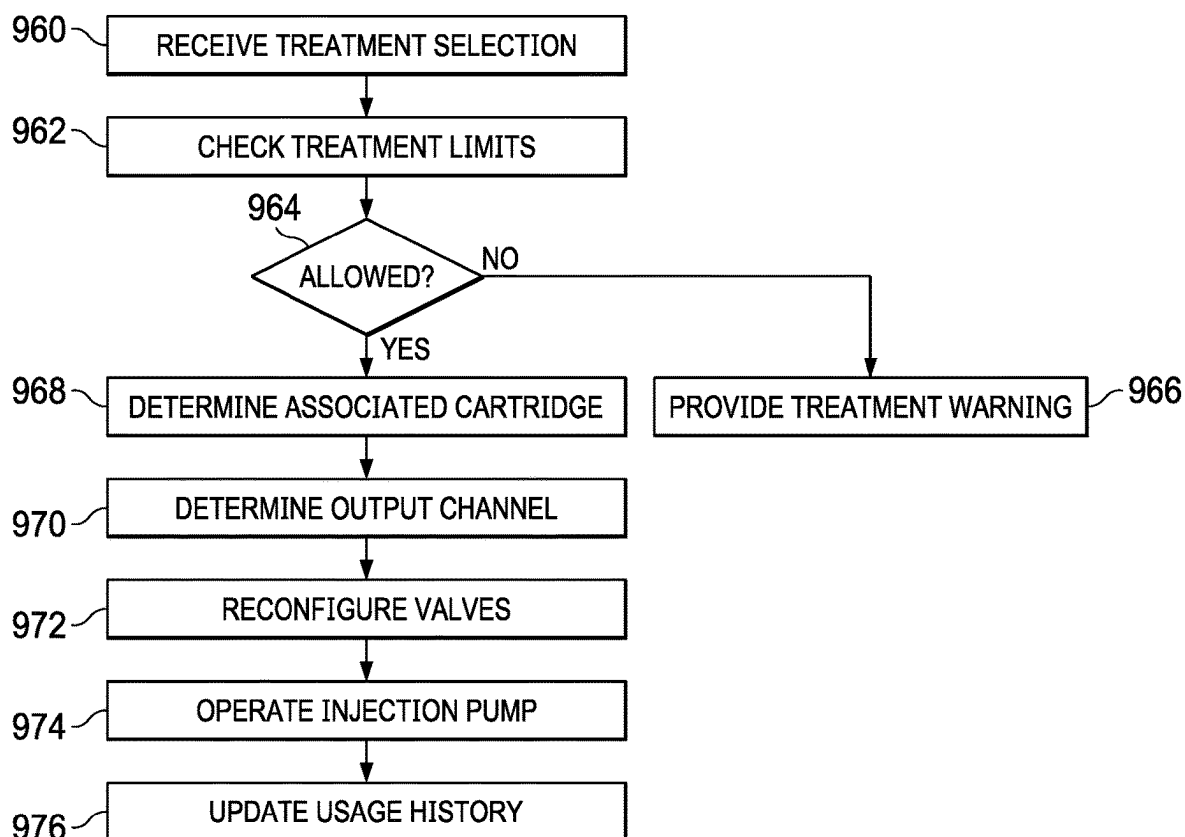 960
RECEIVE TREATMENT SELECTION
962
CHECK TREATMENT LIMITS
964
ALLOWED?
NO
YES
968
DETERMINE ASSOCIATED CARTRIDGE
PROVIDE TREATMENT WARNING
966
970
DETERMINE OUTPUT CHANNEL
972
RECONFIGURE VALVES
974
OPERATE INJECTION PUMP
976
UPDATE USAGE HISTORY